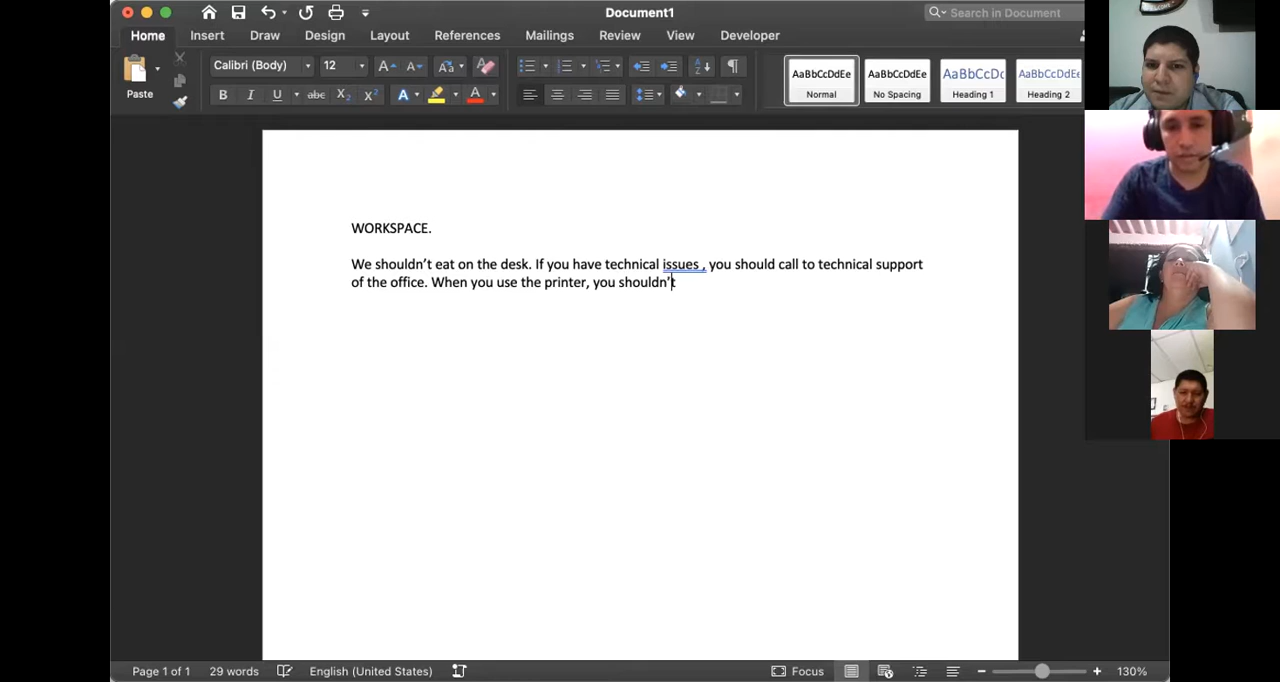 Document1
Search in Document
Home Insert Draw Design Layout References Mailings Review View Developer
Paste
Calibri (Body) 12
AaBbCcDdEe AaBbCcDdEe AaBbCcDc AaBbCcDdEe
Normal No Spacing Heading 1 Heading 2
WORKSPACE.
We shouldn’t eat on the desk. If you have technical issues , you should call to technical support
of the office. When you use the printer, you shouldn’t
Page 1 of 1 29 words English (United States) Focus 130%